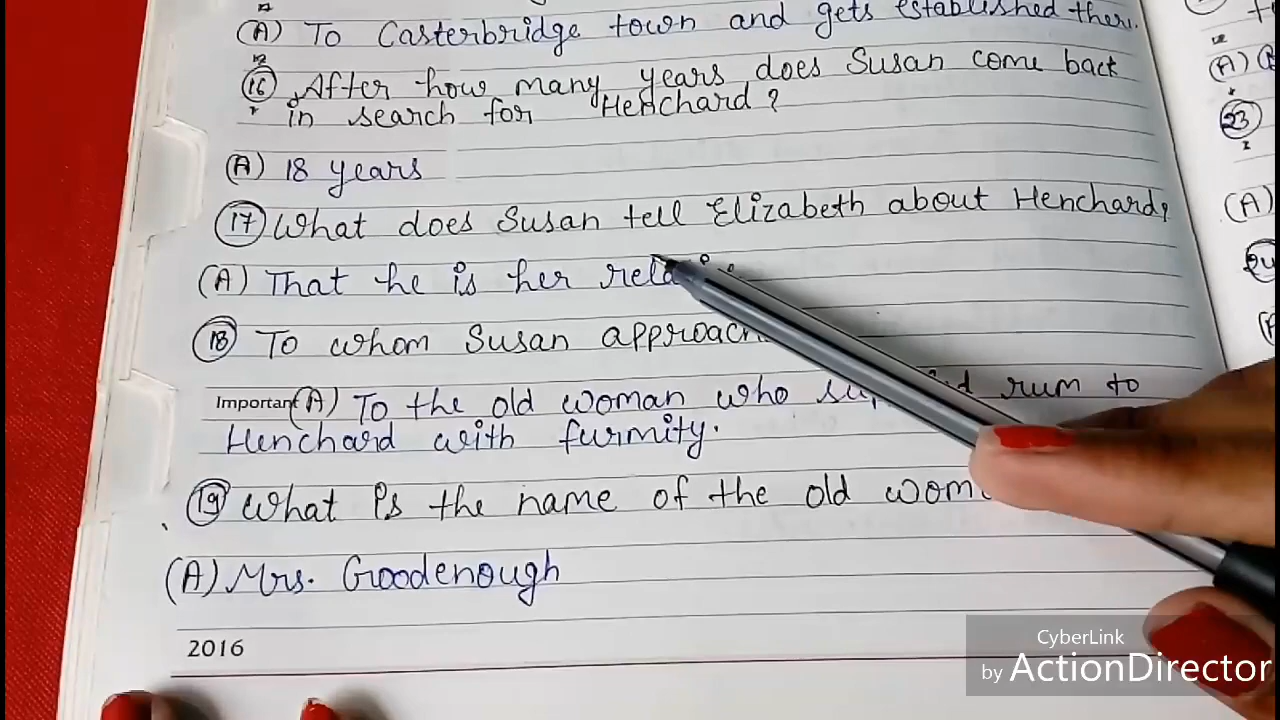 (A) To Casterbridge town and gets established there.
(16) After how many years does Susan come back
in search for Henchard?
(A) 18 years
(17) What does Susan tell Elizabeth about Henchard?
(A) That he is her
(18) To whom Susan
Important (A) To the old woman who rum to
Henchard with furmity.
(19) What is the name of the old
(A) Mrs. Goodenough
2016
(A)
(23)
(A)
CyberLink
by ActionDirector